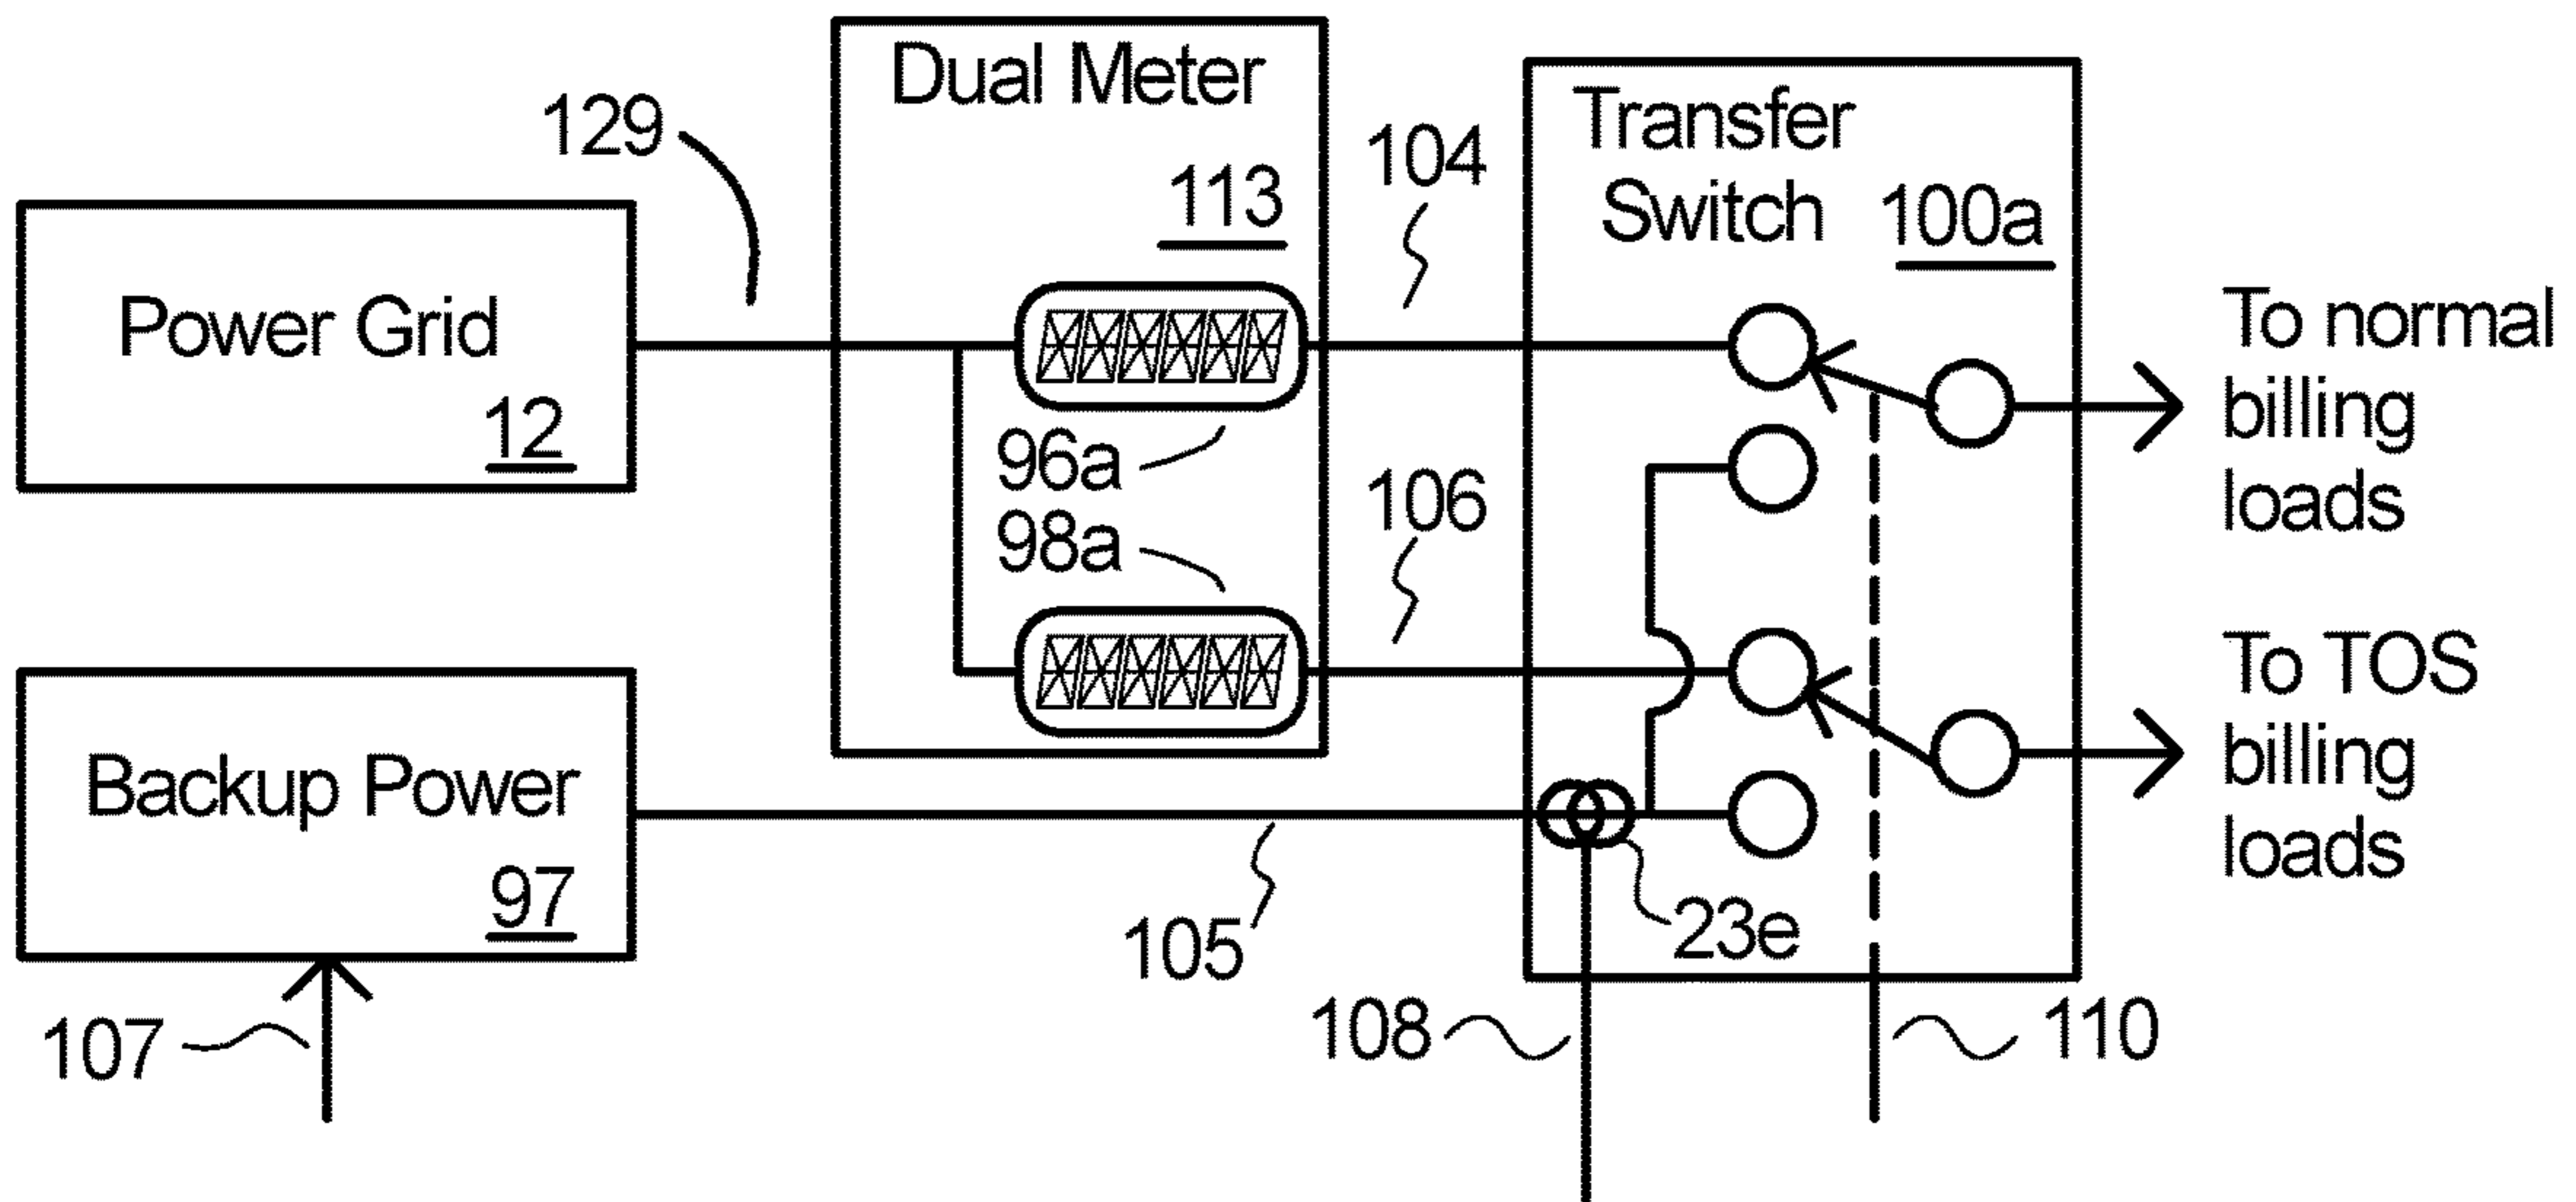 Dual Meter
113
129
Power Grid
12
96a
98a
104
106
Transfer
Switch
100a
To normal
billing
loads
To TOS
billing
loads
Backup Power
97
107
105
23e
108
110